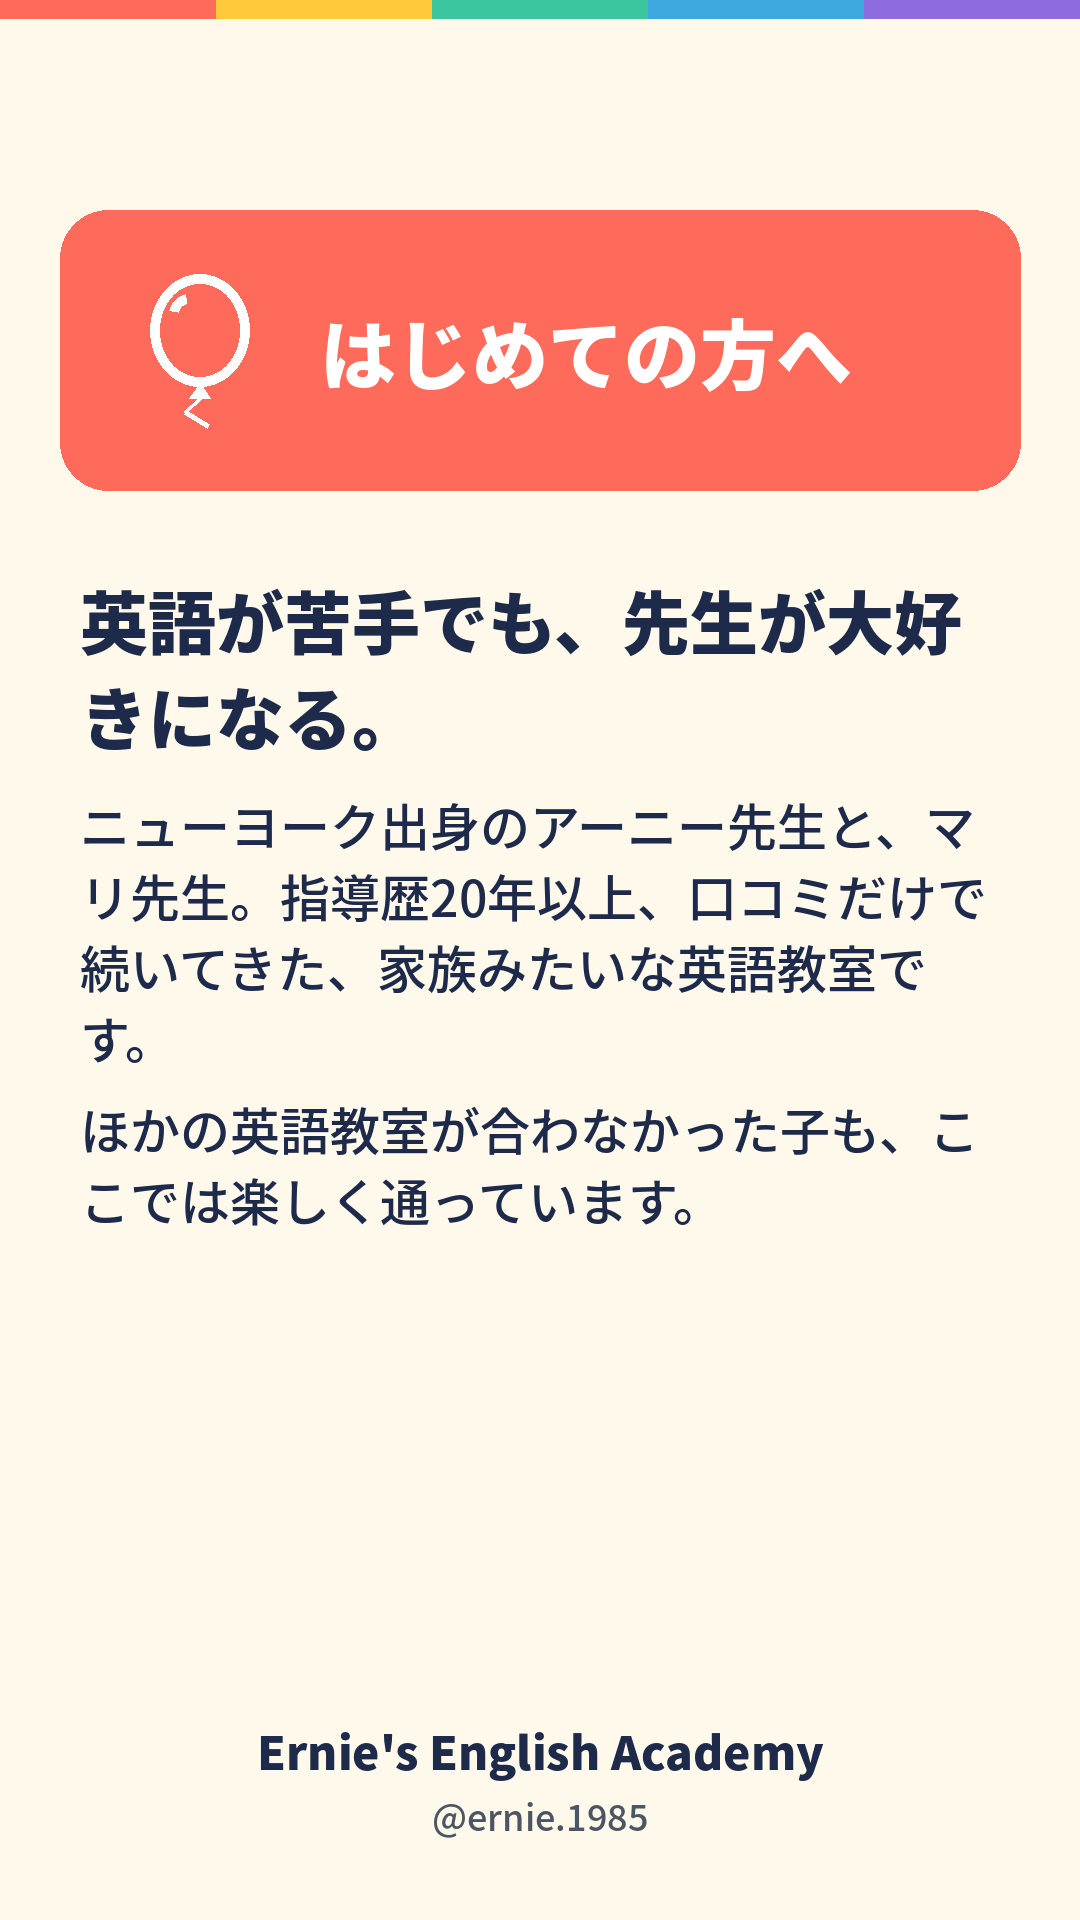 はじめての方へ
英語が苦手でも、先生が大好
きになる。
ニューヨーク出身のアーニー先生と、マ
リ先生。指導歴20年以上、口コミだけで
続いてきた、家族みたいな英語教室で
す。
ほかの英語教室が合わなかった子も、こ
こでは楽しく通っています。
Ernie's English Academy
@ernie.1985